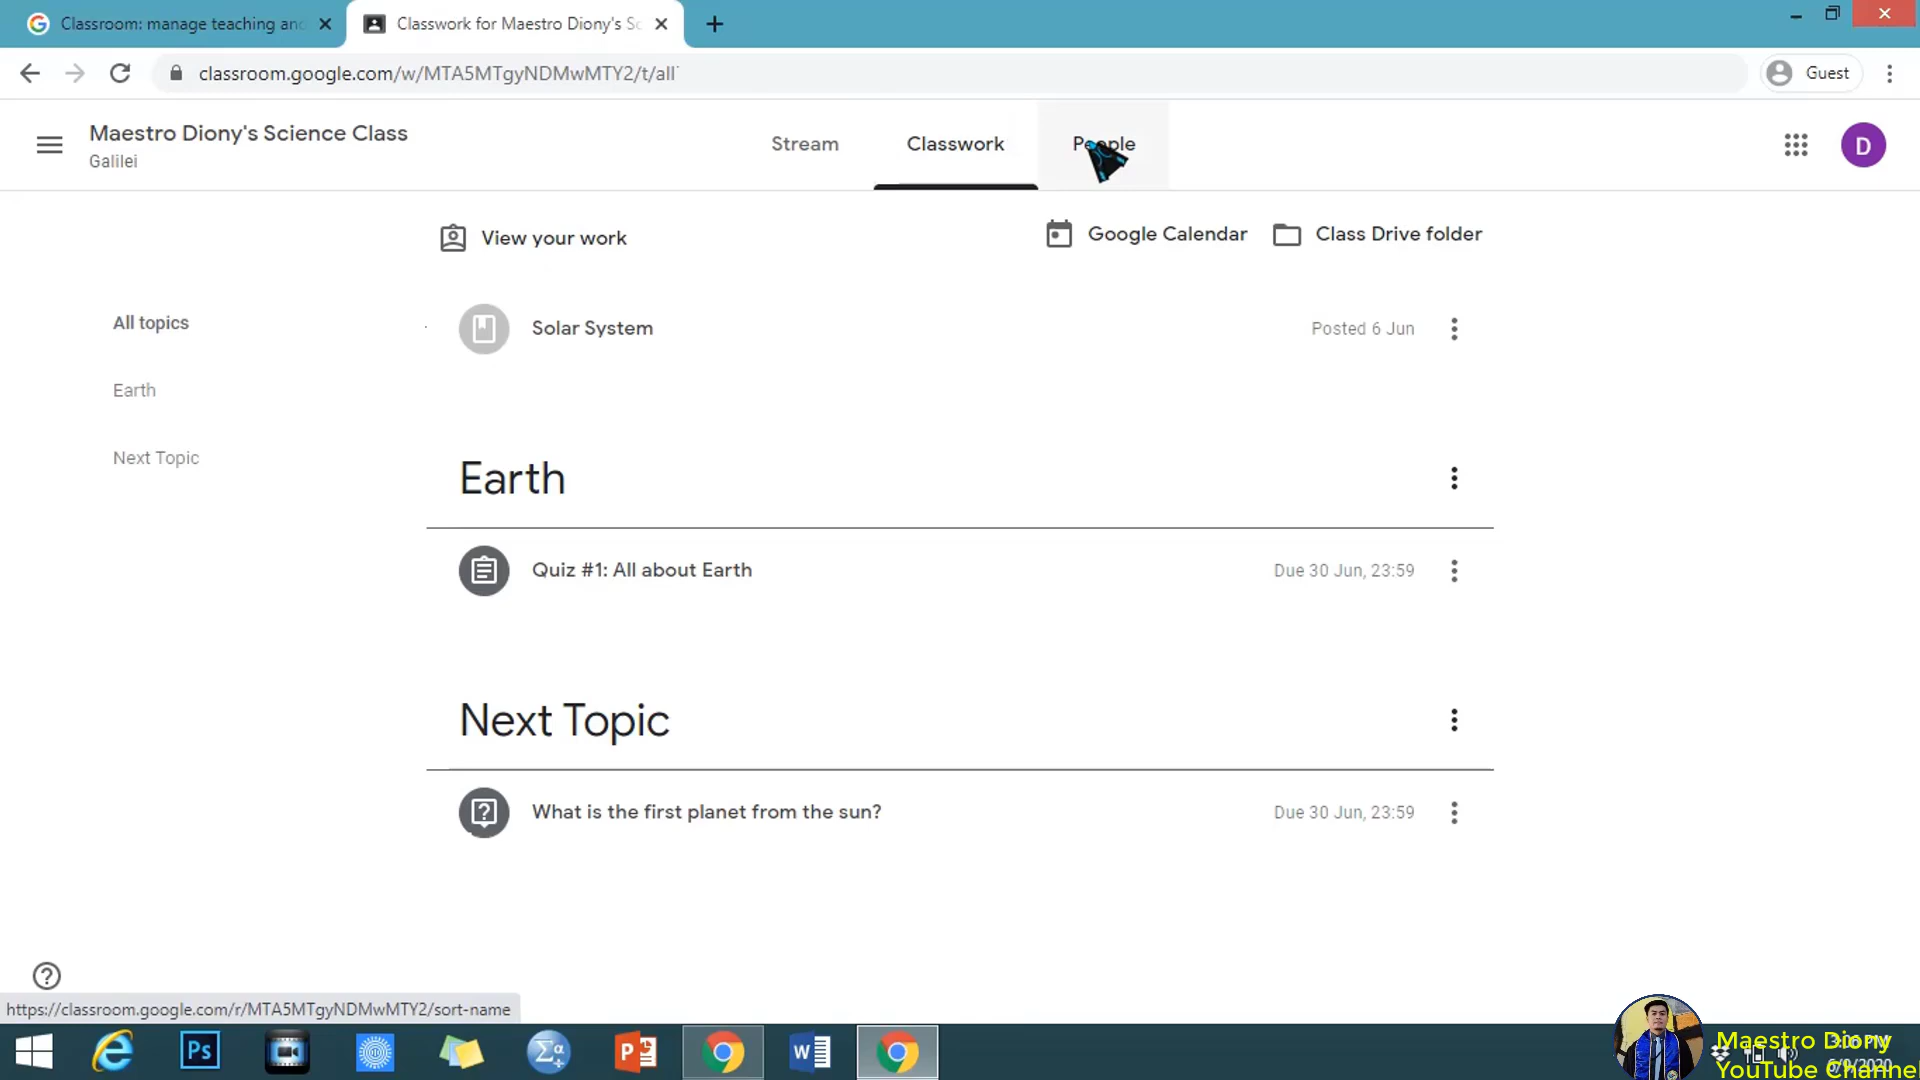 Classroom: manage teaching and
Classwork for Maestro Diony's Sc
classroom.google.com/w/MTA5MTgyNDMwMTY2/t/all
Guest
Maestro Diony's Science Class
Galilei
Stream
Classwork
People
D
View your work
Google Calendar
Class Drive folder
All topics
Earth
Next Topic
Solar System
Posted 6 Jun
Earth
Quiz #1: All about Earth
Due 30 Jun, 23:59
Next Topic
What is the first planet from the sun?
Due 30 Jun, 23:59
https://classroom.google.com/r/MTA5MTgyNDMwMTY2/sort-name
Ps
Maestro Diony
YouTube Channe
6/9/2020